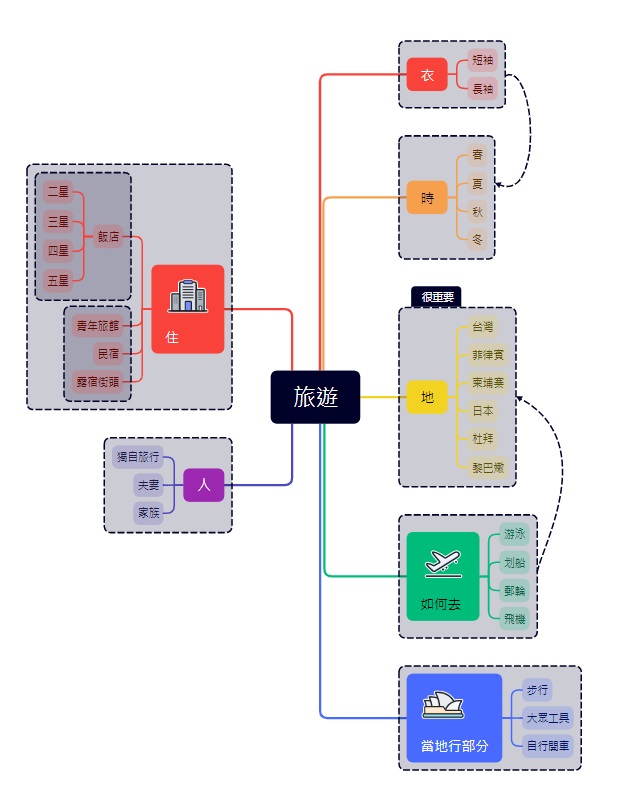 旅遊
衣
短袖
長袖
時
春
夏
秋
冬
很重要
地
台灣
菲律賓
柬埔寨
日本
杜拜
黎巴嫩
如何去
游泳
划船
郵輪
飛機
當地行部分
步行
大眾工具
自行開車
住
飯店
二星
三星
四星
五星
青年旅館
民宿
露宿街頭
人
獨自旅行
夫妻
家族